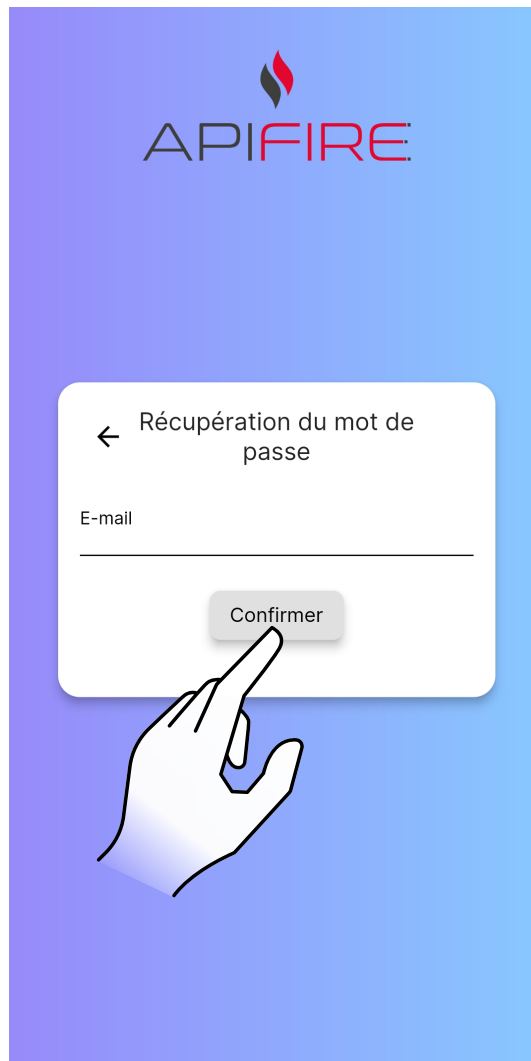 APIFIRE
Récupération du mot de
passe
E-mail
Confirmer